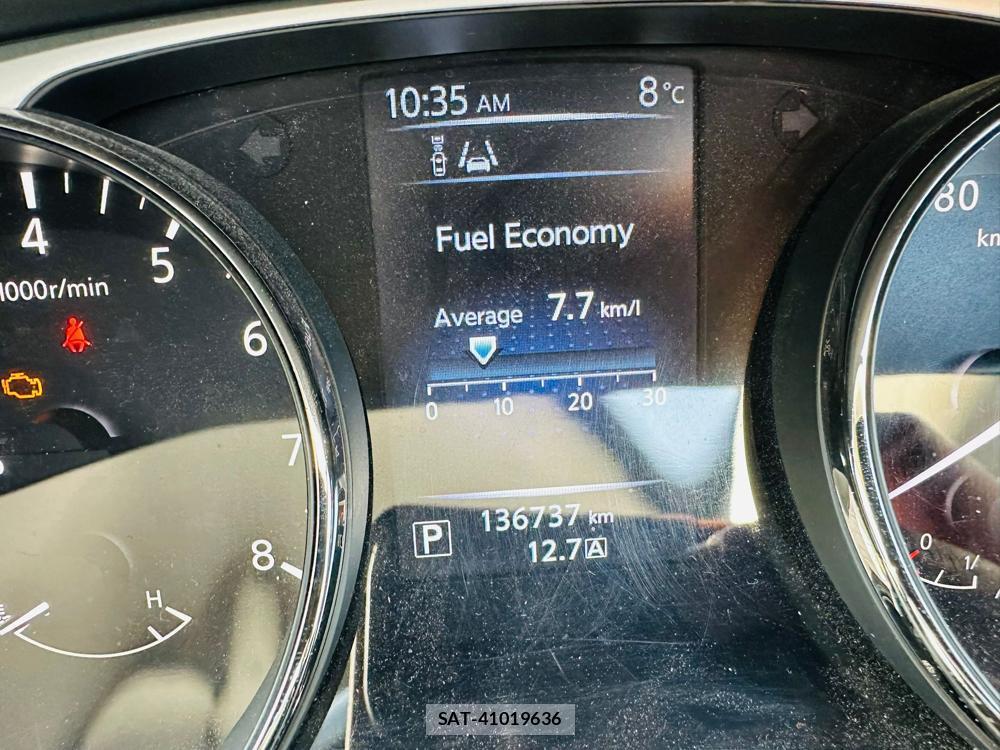 10:35 AM 8°C
Fuel Economy
Average 7.7 km/l
0 10 20 30
136737 km
P 12.7 A
4 5 6 7 8
1000r/min
H
80
0
SAT-41019636